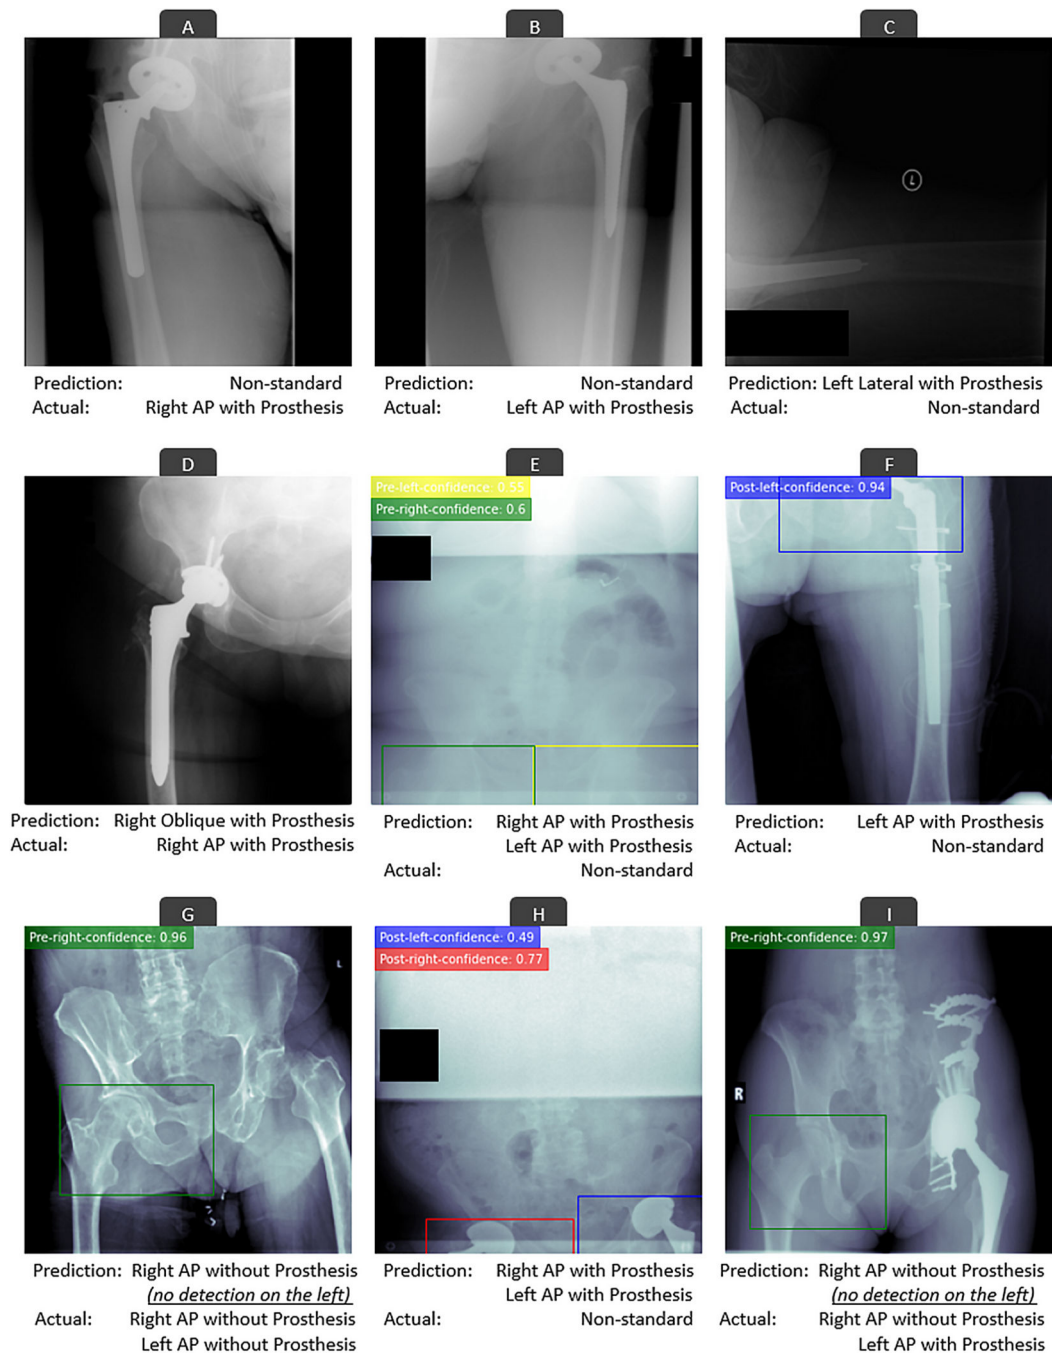 A
B
C
L
Prediction: Non-standard
Actual: Right AP with Prosthesis
Prediction: Non-standard
Actual: Left AP with Prosthesis
Prediction: Left Lateral with Prosthesis
Actual: Non-standard
D
E
F
Pre-left-confidence: 0.55
Pre-right-confidence: 0.6
Post-left-confidence: 0.94
Prediction: Right Oblique with Prosthesis
Actual: Right AP with Prosthesis
Prediction: Right AP with Prosthesis
Left AP with Prosthesis
Actual: Non-standard
Prediction: Left AP with Prosthesis
Actual: Non-standard
G
H
I
Pre-right-confidence: 0.96
L
Post-left-confidence: 0.49
Post-right-confidence: 0.77
Pre-right-confidence: 0.97
R
Prediction: Right AP without Prosthesis
(no detection on the left)
Actual: Right AP without Prosthesis
Left AP without Prosthesis
Prediction: Right AP with Prosthesis
Left AP with Prosthesis
Actual: Non-standard
Prediction: Right AP without Prosthesis
(no detection on the left)
Actual: Right AP without Prosthesis
Left AP with Prosthesis